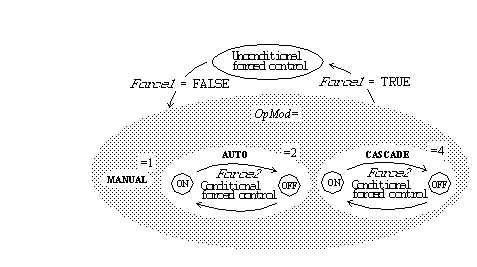 Unconditional
forced control
Force1 = FALSE
Force1 = TRUE
OpMod=
=1
MANUAL
AUTO
=2
ON
Force2
Conditional
forced control
OFF
CASCADE
=4
ON
Force2
Conditional
forced control
OFF